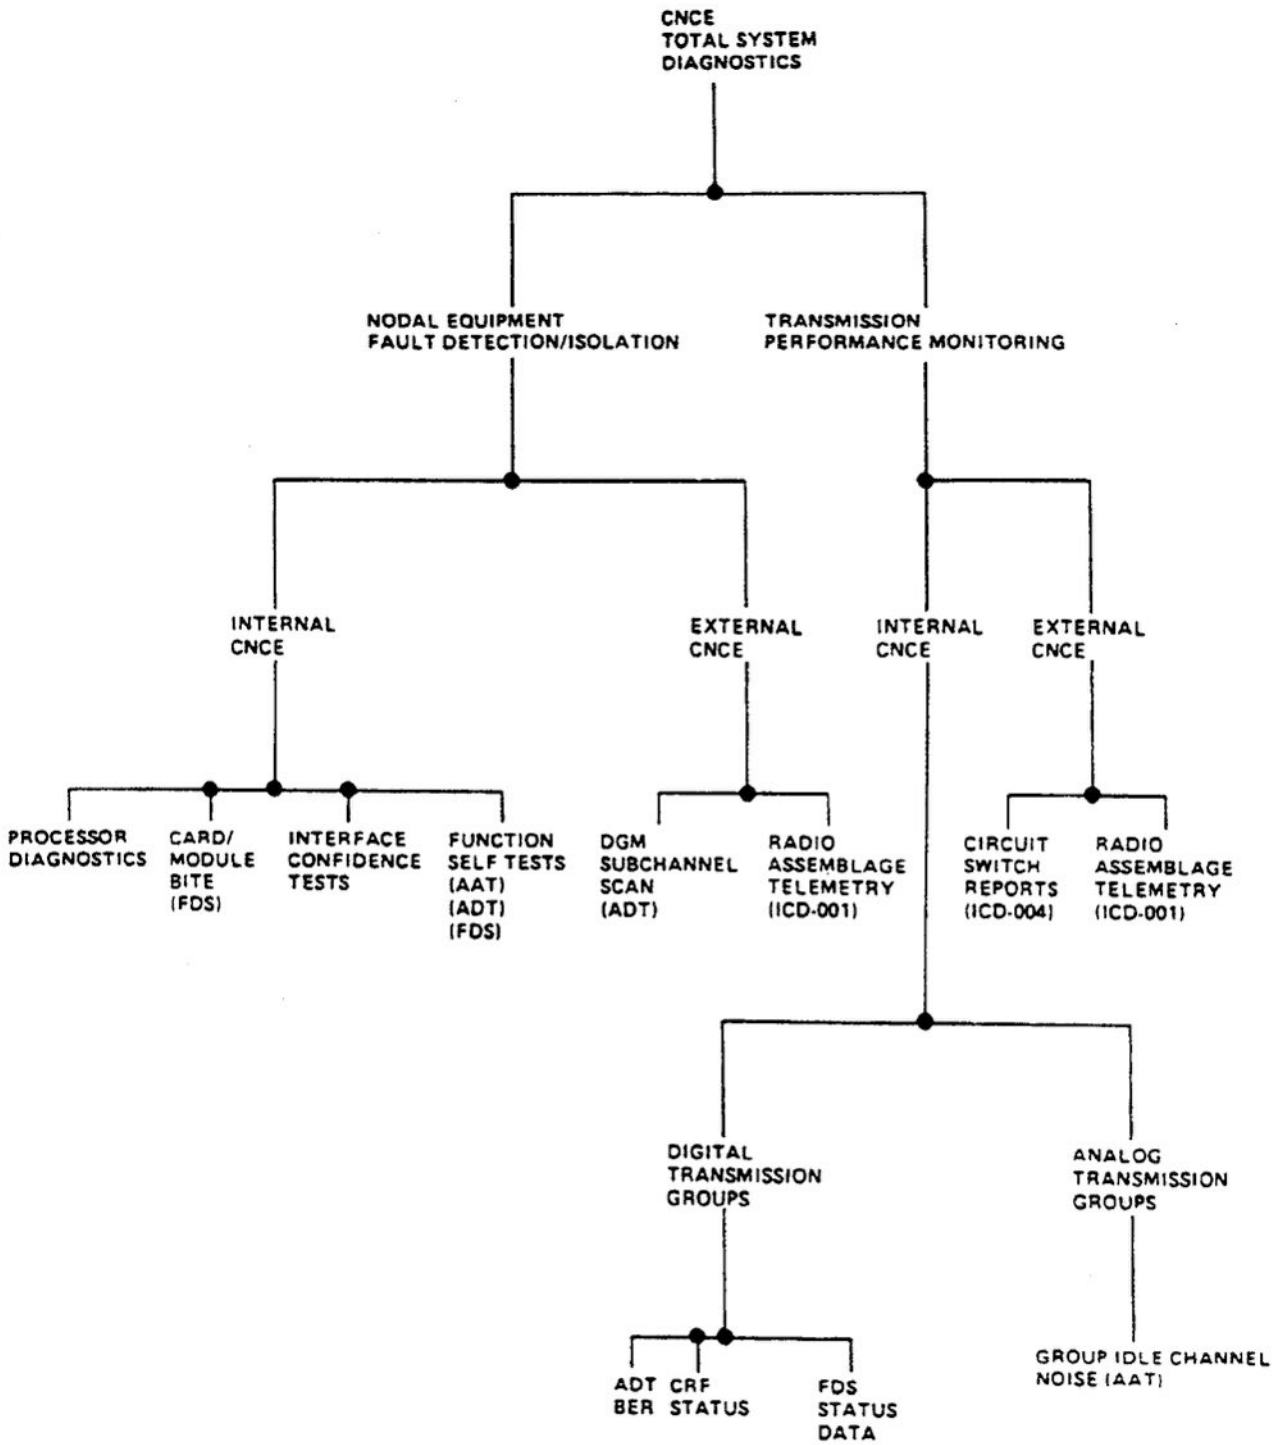 CNCE
TOTAL SYSTEM
DIAGNOSTICS
NODAL EQUIPMENT
FAULT DETECTION/ISOLATION
TRANSMISSION
PERFORMANCE MONITORING
INTERNAL
CNCE
EXTERNAL
CNCE
INTERNAL
CNCE
EXTERNAL
CNCE
PROCESSOR
DIAGNOSTICS
CARD/
MODULE
BITE
(FDS)
INTERFACE
CONFIDENCE
TESTS
FUNCTION
SELF TESTS
(AAT)
(ADT)
(FDS)
DGM
SUBCHANNEL
SCAN
(ADT)
RADIO
ASSEMBLAGE
TELEMETRY
(ICD-001)
CIRCUIT
SWITCH
REPORTS
(ICD-004)
RADIO
ASSEMBLAGE
TELEMETRY
(ICD-001)
DIGITAL
TRANSMISSION
GROUPS
ANALOG
TRANSMISSION
GROUPS
ADT
BER
CRF
STATUS
FDS
STATUS
DATA
GROUP IDLE CHANNEL
NOISE (AAT)